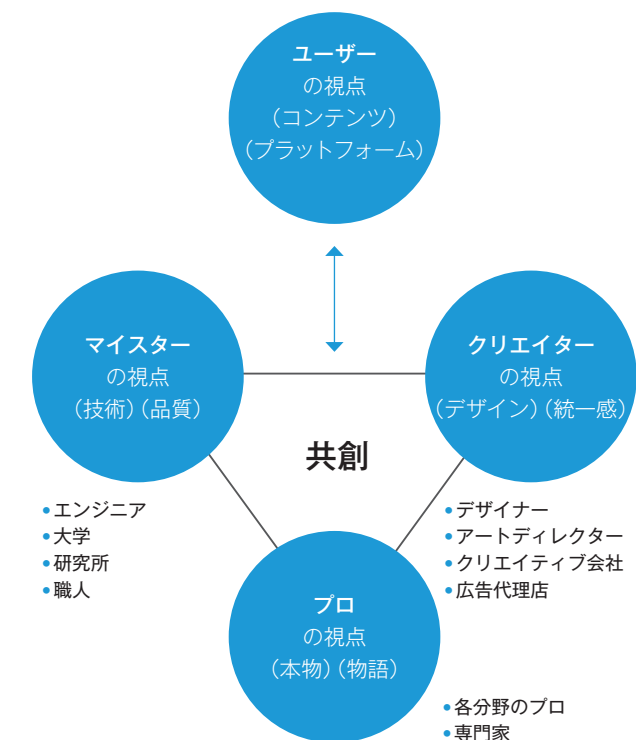 ユーザー
の視点
（コンテンツ）
（プラットフォーム）
マイスター
の視点
（技術）（品質）
クリエイター
の視点
（デザイン）（統一感）
共創
•エンジニア
•大学
•研究所
•職人
•デザイナー
•アートディレクター
•クリエイティブ会社
•広告代理店
プロ
の視点
（本物）（物語）
•各分野のプロ
•専門家